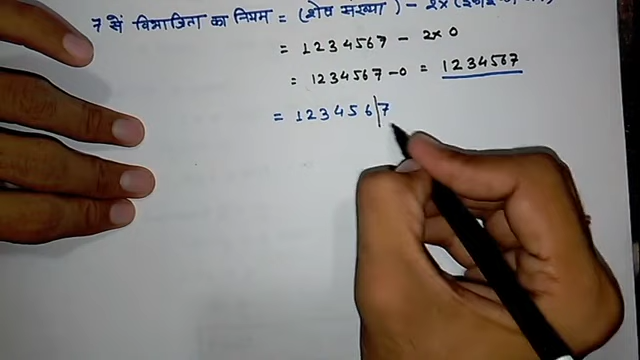 7 से विभाजिता का नियम = (शेष संख्या) - 2×
= 1234567 - 2×0
= 1234567 - 0 = 1234567
= 123456|7